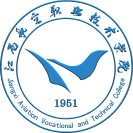 江西航空职业技术学院
1951
Jiangxi Aviation Vocational and Technical College